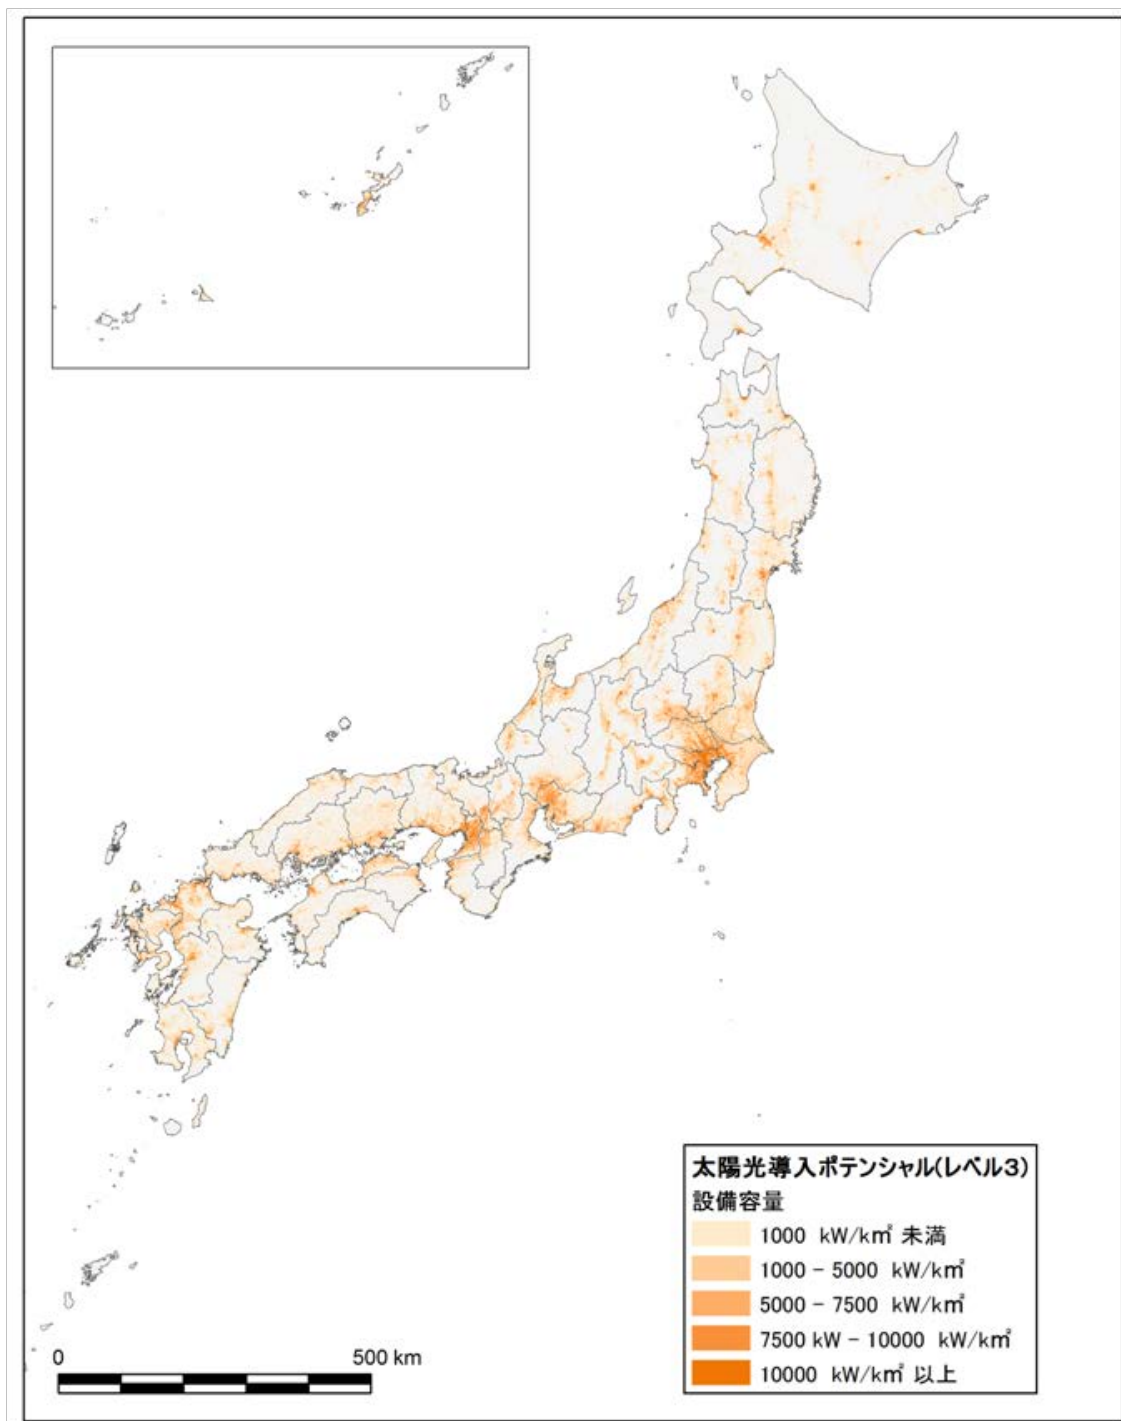 太陽光導入ポテンシャル(レベル3)
設備容量
1000 kW/k㎡ 未満
1000 - 5000 kW/k㎡
5000 - 7500 kW/k㎡
7500 kW - 10000 kW/k㎡
10000 kW/k㎡ 以上
0 500 km